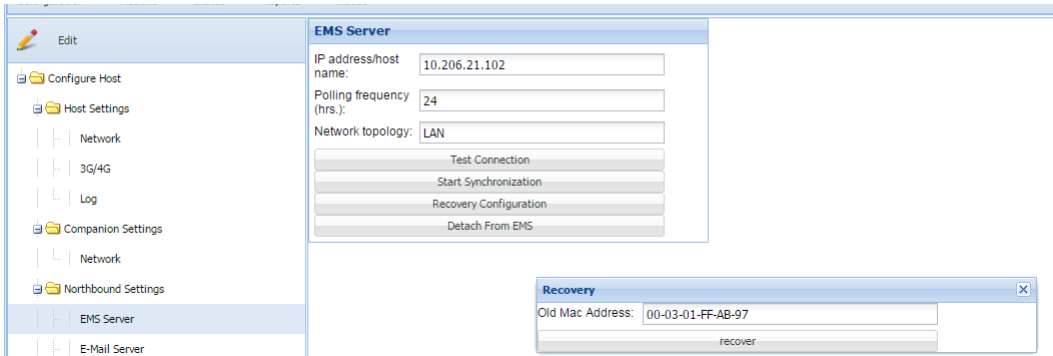 Edit
Configure Host
Host Settings
Network
3G/4G
Log
Companion Settings
Network
Northbound Settings
EMS Server
E-Mail Server
EMS Server
IP address/host
name:
10.206.21.102
Polling frequency
(hrs.):
24
Network topology:
LAN
Test Connection
Start Synchronization
Recovery Configuration
Detach From EMS
Recovery
Old Mac Address:
00-03-01-FF-AB-97
recover